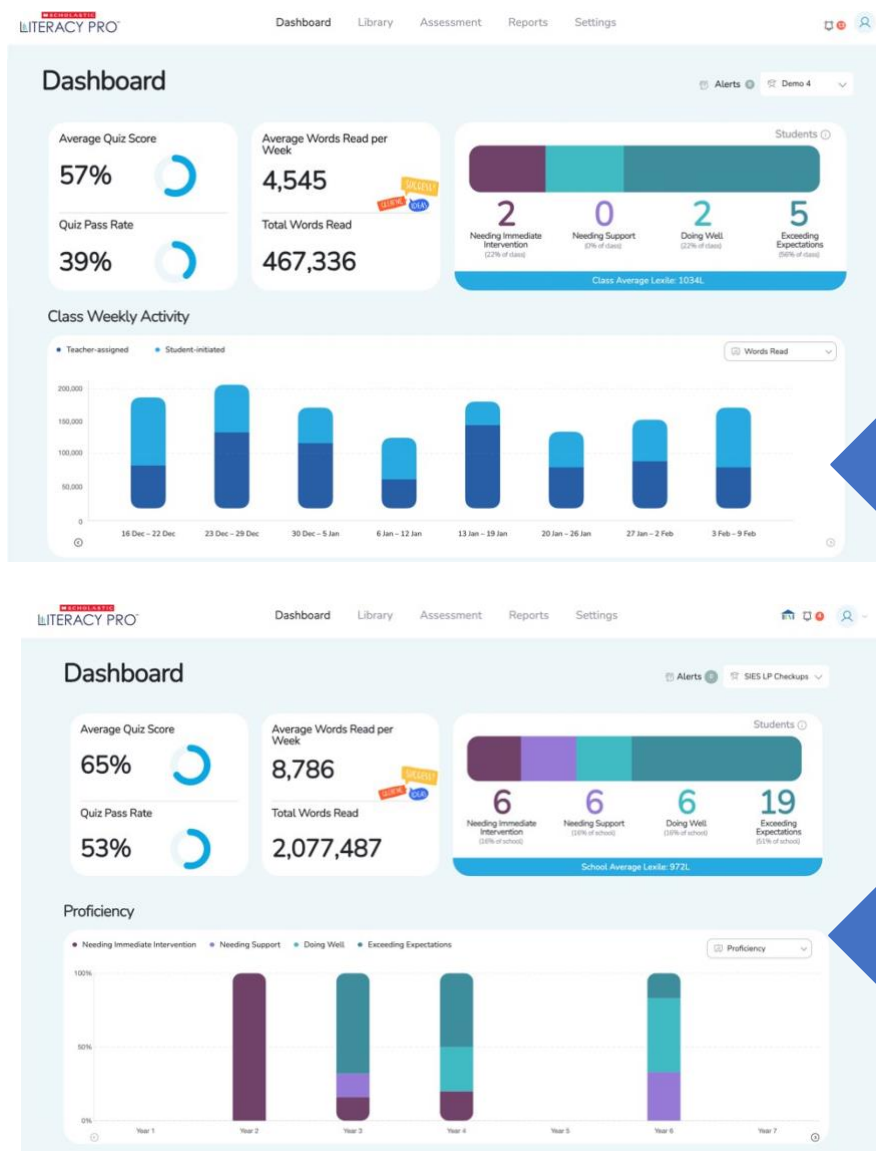 SCHOLASTIC
LITERACY PRO
Dashboard Library Assessment Reports Settings
13
Dashboard
Alerts 0 Demo 4
Average Quiz Score
57%
Quiz Pass Rate
39%
Average Words Read per
Week
4,545
SUCCESS!
CREATIVE IDEAS
Total Words Read
467,336
Students
2 0 2 5
Needing Immediate
Intervention
(22% of class)
Needing Support
(0% of class)
Doing Well
(22% of class)
Exceeding
Expectations
(56% of class)
Class Average Lexile: 1034L
Class Weekly Activity
Teacher-assigned Student-initiated
Words Read
200,000
150,000
100,000
50,000
0
16 Dec – 22 Dec 23 Dec – 29 Dec 30 Dec – 5 Jan 6 Jan – 12 Jan 13 Jan – 19 Jan 20 Jan – 26 Jan 27 Jan – 2 Feb 3 Feb – 9 Feb
SCHOLASTIC
LITERACY PRO
Dashboard Library Assessment Reports Settings
Dashboard
Alerts SIES LP Checkups
Average Quiz Score
65%
Quiz Pass Rate
53%
Average Words Read per
Week
8,786
SUCCESS!
CREATIVE IDEAS
Total Words Read
2,077,487
Students
6 6 6 19
Needing Immediate
Intervention
(16% of school)
Needing Support
(16% of school)
Doing Well
(16% of school)
Exceeding
Expectations
(51% of school)
School Average Lexile: 972L
Proficiency
Needing Immediate Intervention Needing Support Doing Well Exceeding Expectations
Proficiency
100%
50%
0%
Year 1 Year 2 Year 3 Year 4 Year 5 Year 6 Year 7